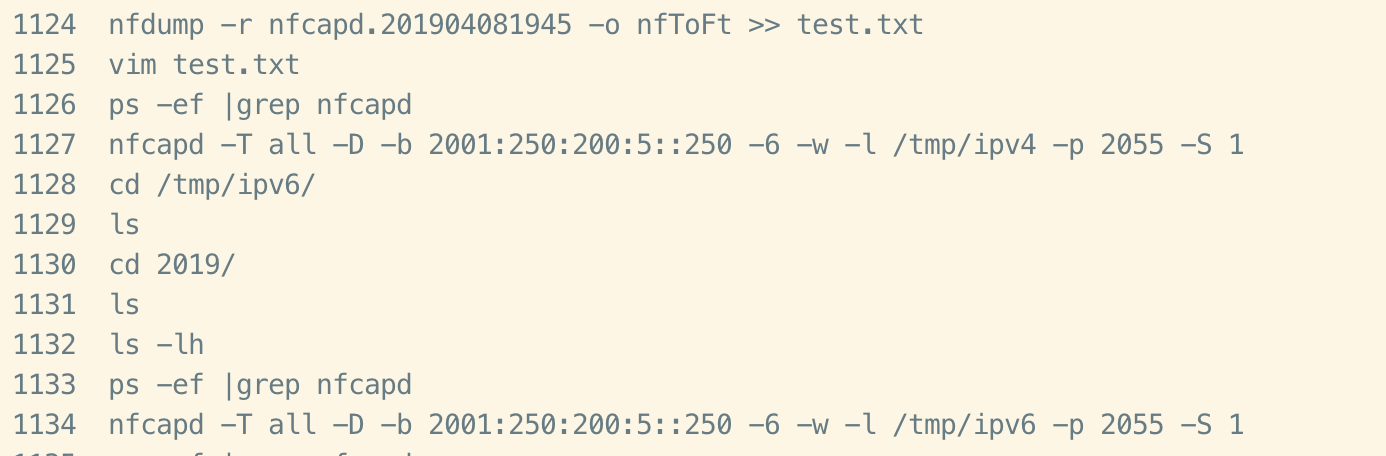 1124 nfdump -r nfcapd.201904081945 -o nfToFt >> test.txt
1125 vim test.txt
1126 ps -ef |grep nfcapd
1127 nfcapd -T all -D -b 2001:250:200:5::250 -6 -w -l /tmp/ipv4 -p 2055 -S 1
1128 cd /tmp/ipv6/
1129 ls
1130 cd 2019/
1131 ls
1132 ls -lh
1133 ps -ef |grep nfcapd
1134 nfcapd -T all -D -b 2001:250:200:5::250 -6 -w -l /tmp/ipv6 -p 2055 -S 1